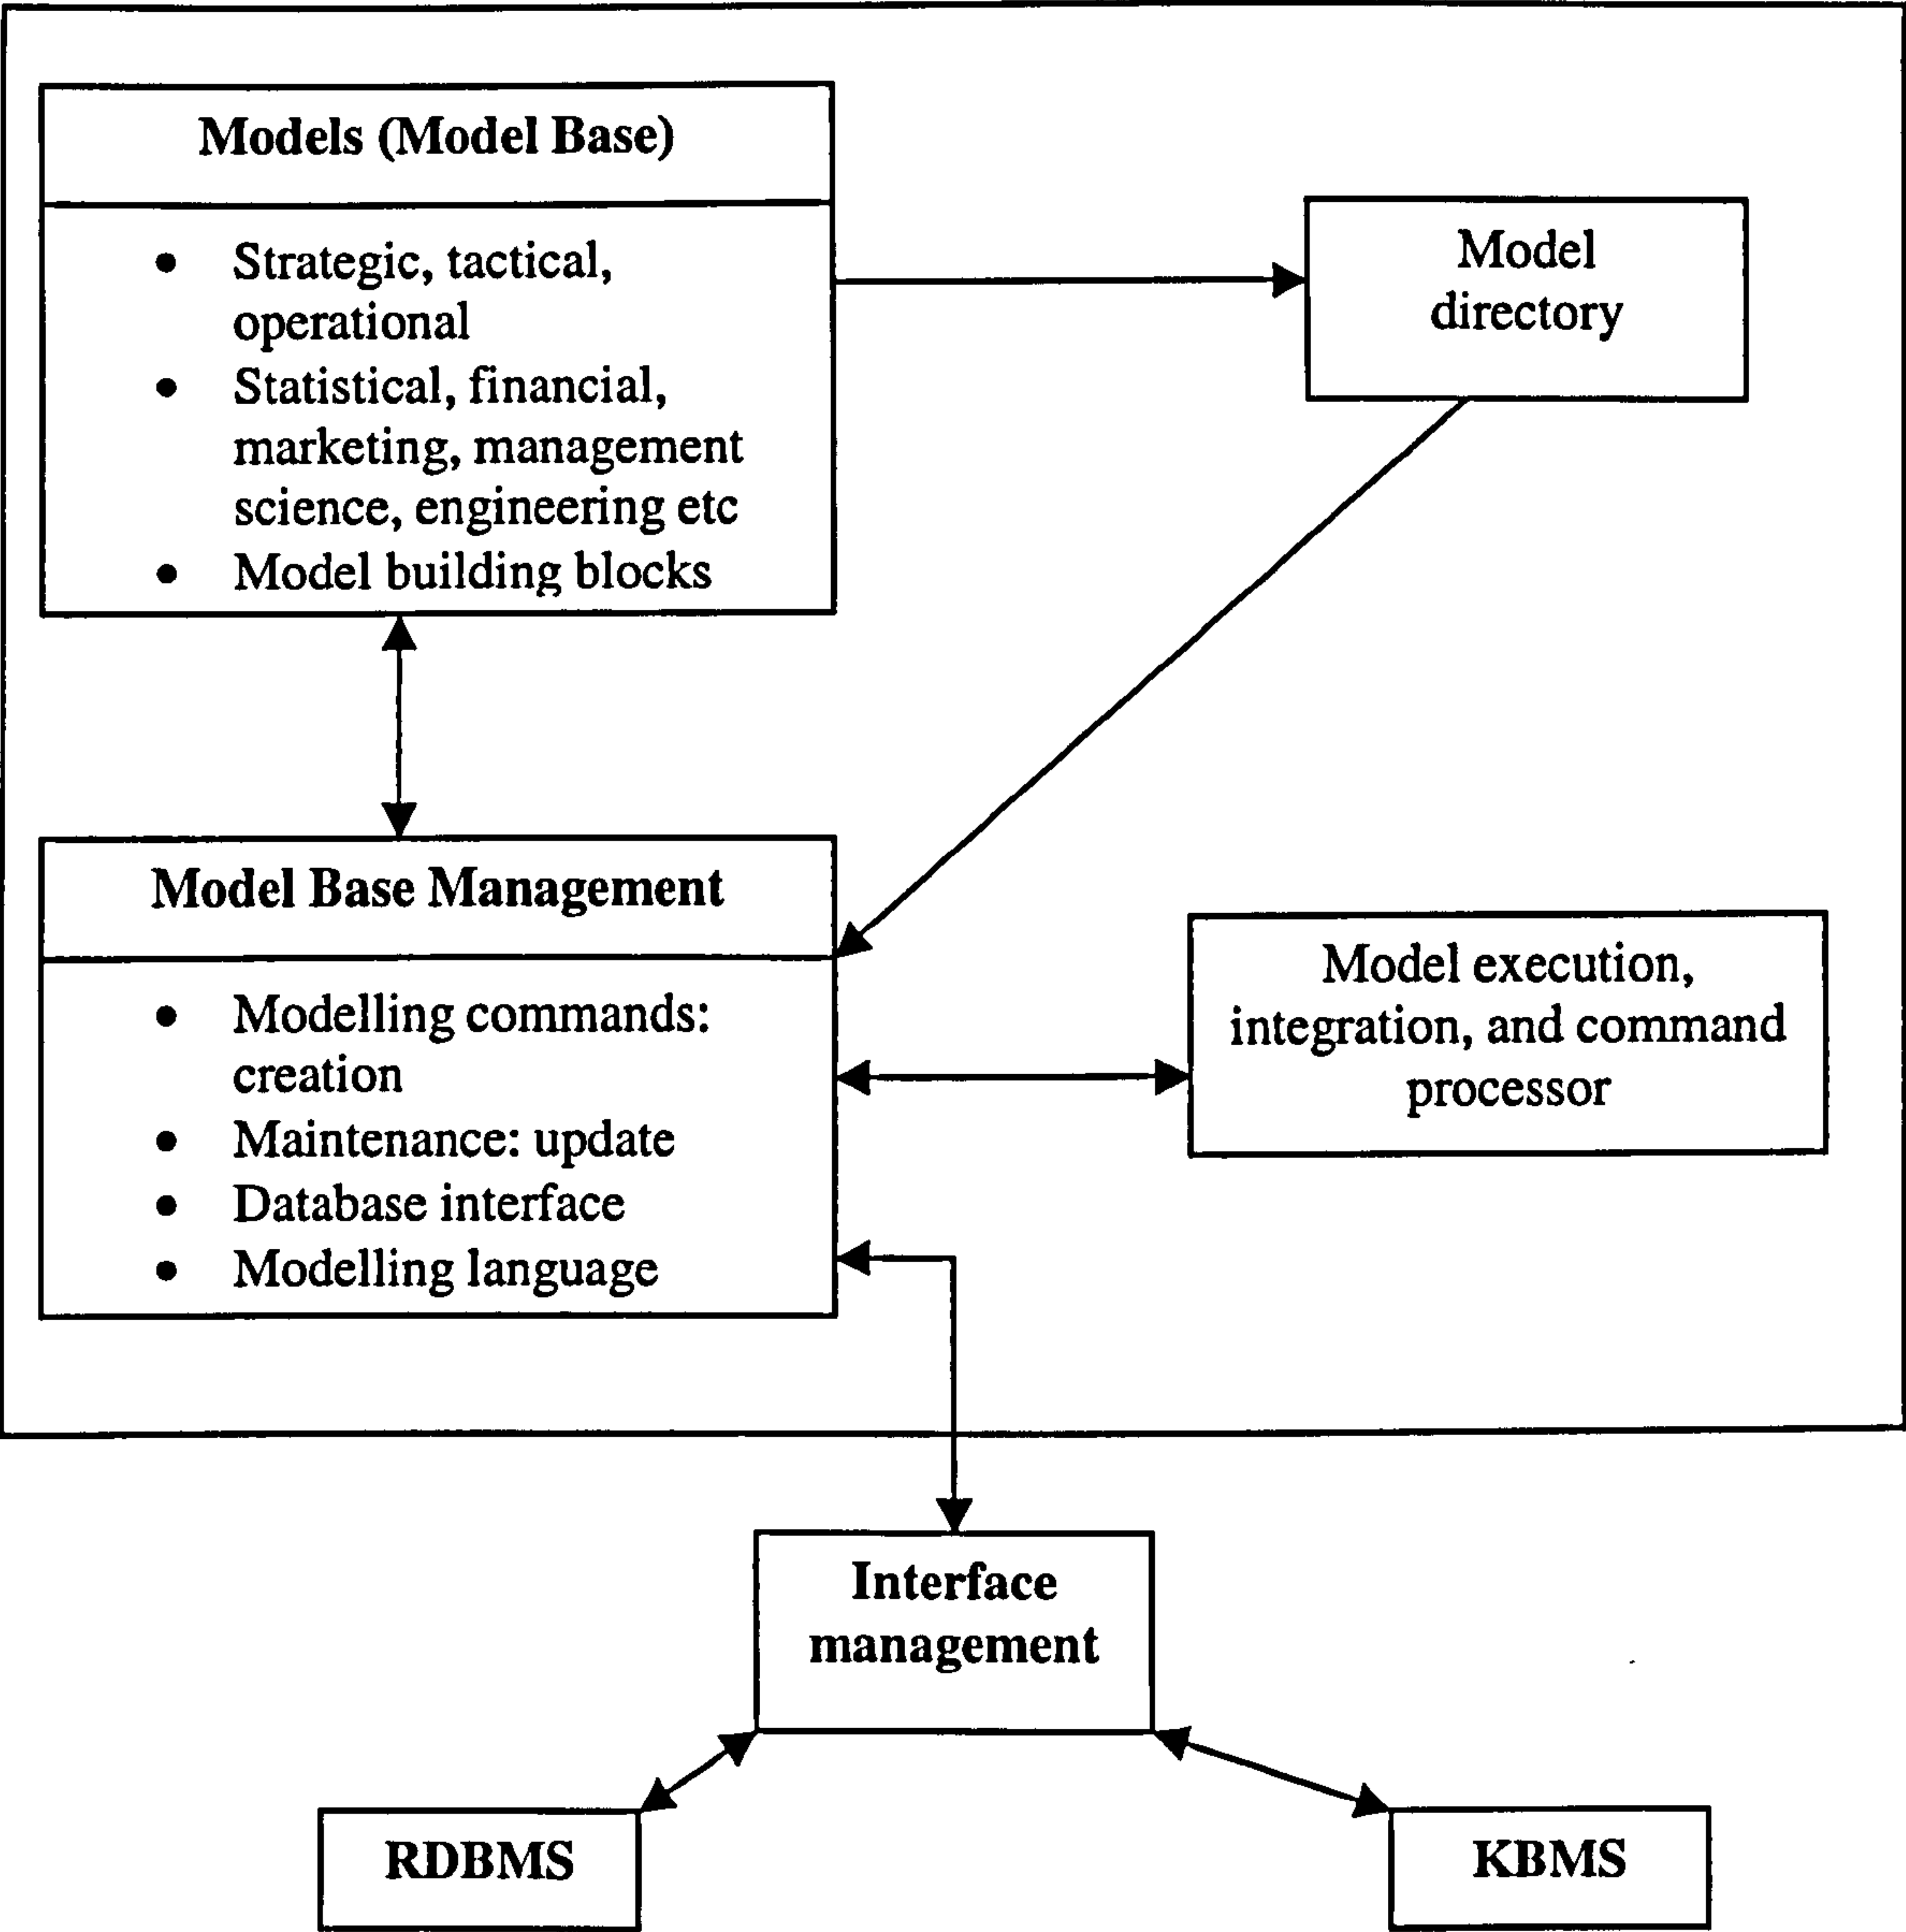 Models (Model Base)
• Strategic, tactical,
operational
• Statistical, financial,
marketing, management
science, engineering etc
• Model building blocks
Model
directory
Model Base Management
• Modelling commands:
creation
• Maintenance: update
• Database interface
• Modelling language
Model execution,
integration, and command
processor
Interface
management
RDBMS
KBMS